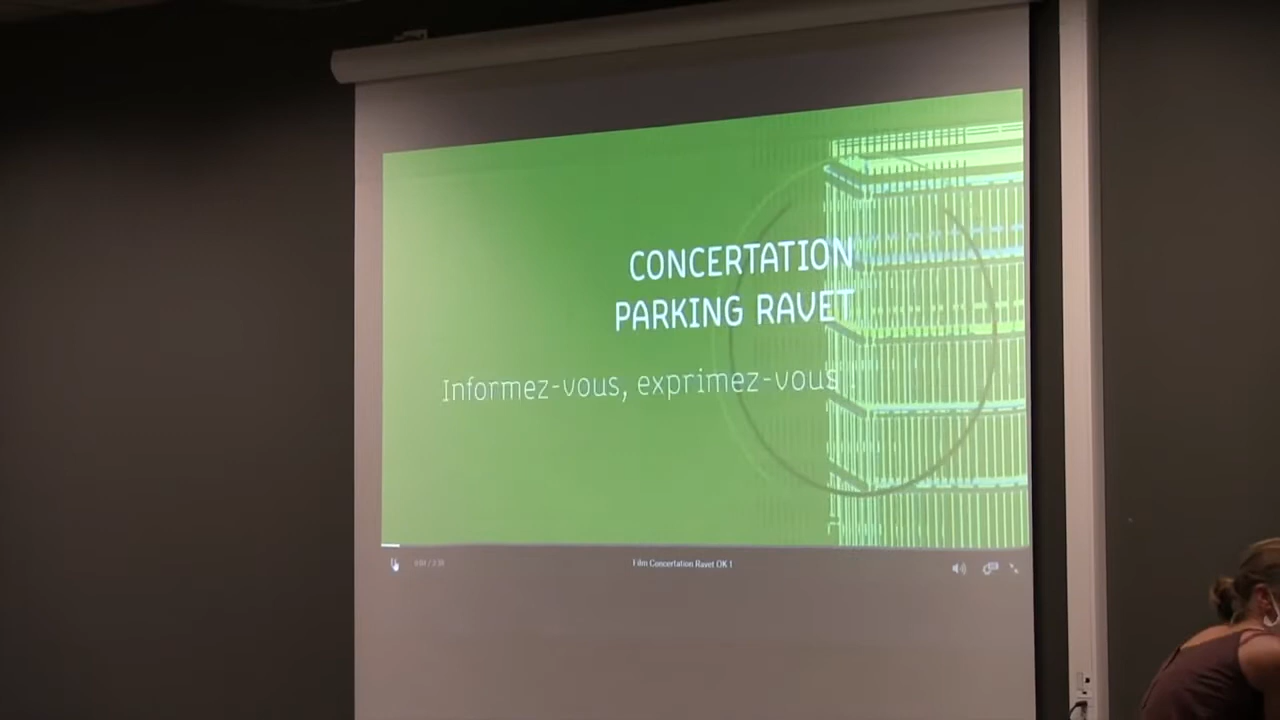 CONCERTATION
PARKING RAVET
Informez-vous, exprimez-vous !
Film Concertation Ravet OK 1